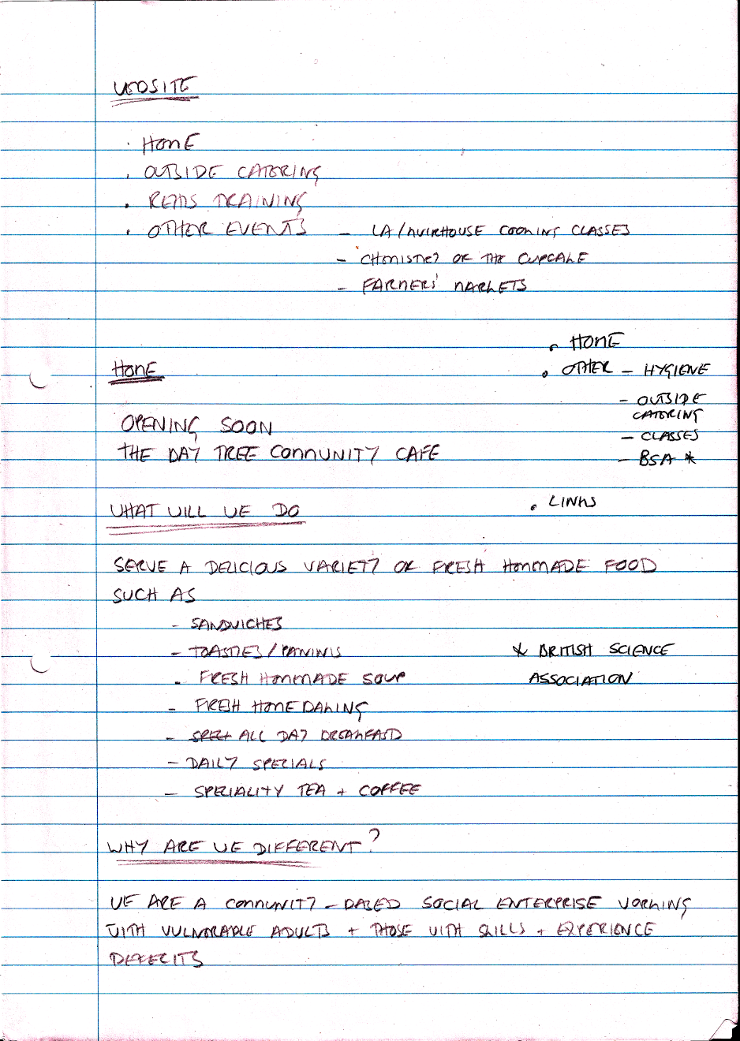 WEBSITE
· HOME
· OUTSIDE CATERING
· REHIS TRAINING
· OTHER EVENTS – LA / COOKING CLASSES
– CHEMISTRY OF THE CUPCAKE
– FARMERS' MARKETS
HOME
OPENING SOON
THE BAY TREE COMMUNITY CAFE
· HOME
· OTHER – HYGIENE
– OUTSIDE
CATERING
– CLASSES
– BSA *
· LINKS
WHAT WILL WE DO
SERVE A DELICIOUS VARIETY OF FRESH HOMMADE FOOD
SUCH AS
– SANDWICHES
– TOASTIES / PANINIS
- FRESH HOMMADE SOUP
– FRESH HOME BAKING
– ALL DAY BREAKFAST
– DAILY SPECIALS
– SPECIALITY TEA + COFFEE
* BRITISH SCIENCE
ASSOCIATION
WHY ARE WE DIFFERENT?
WE ARE A COMMUNITY – BASED SOCIAL ENTERPRISE WORKING
WITH VULNERABLE ADULTS + THOSE WITH SKILLS + EXPERIENCE
DEFECITS